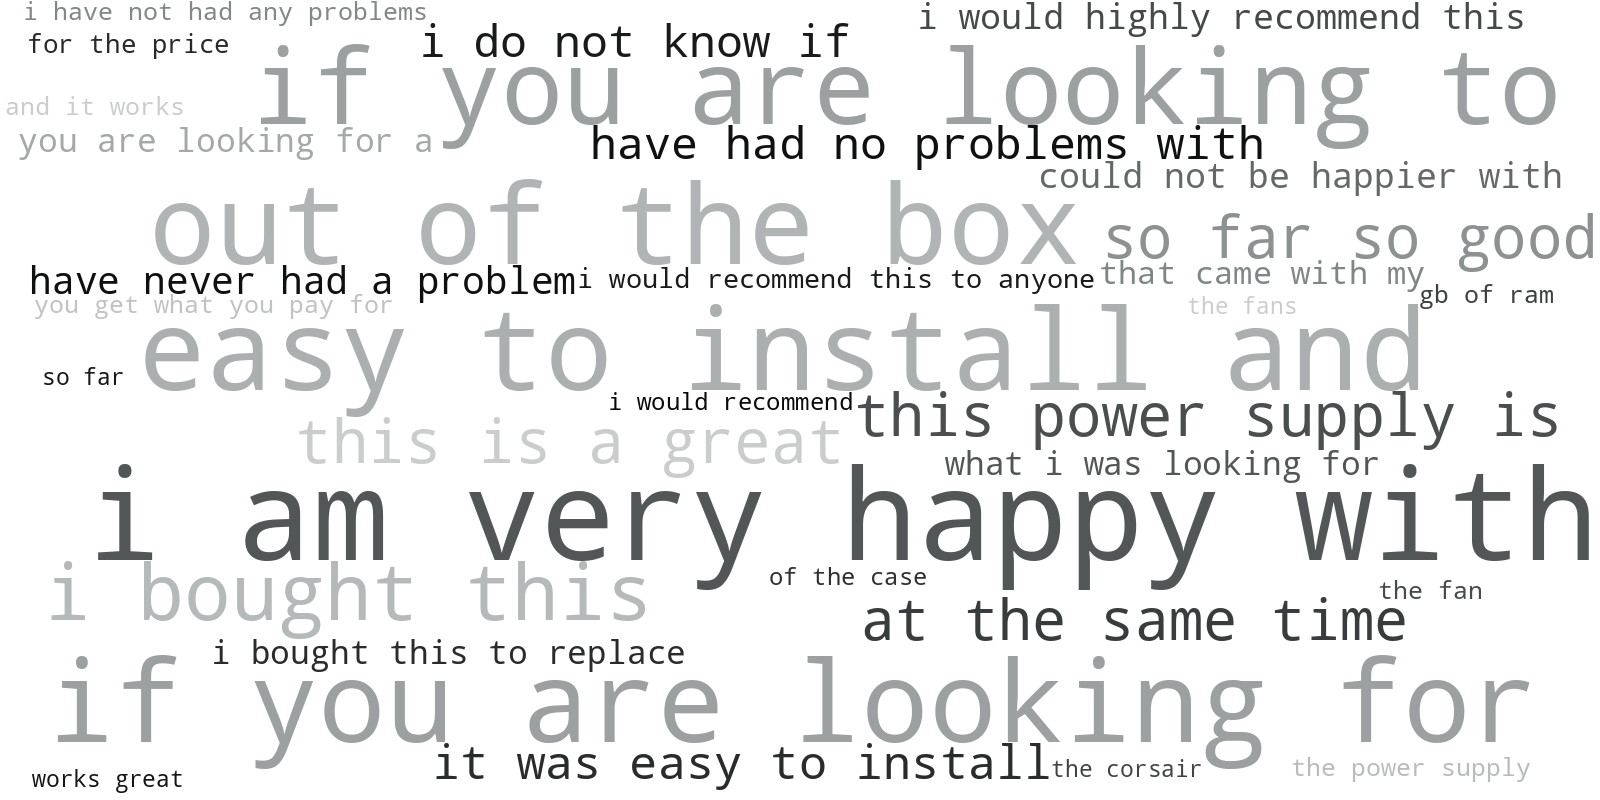 i have not had any problems
i would highly recommend this
for the price
i do not know if
if you are looking to
and it works
you are looking for a
have had no problems with
could not be happier with
out of the box
so far so good
have never had a problem
i would recommend this to anyone
that came with my
you get what you pay for
the fans
gb of ram
easy to install and
so far
i would recommend
this power supply is
this is a great
what i was looking for
i am very happy with
i bought this
of the case
the fan
at the same time
i bought this to replace
if you are looking for
it was easy to install
works great
the corsair
the power supply